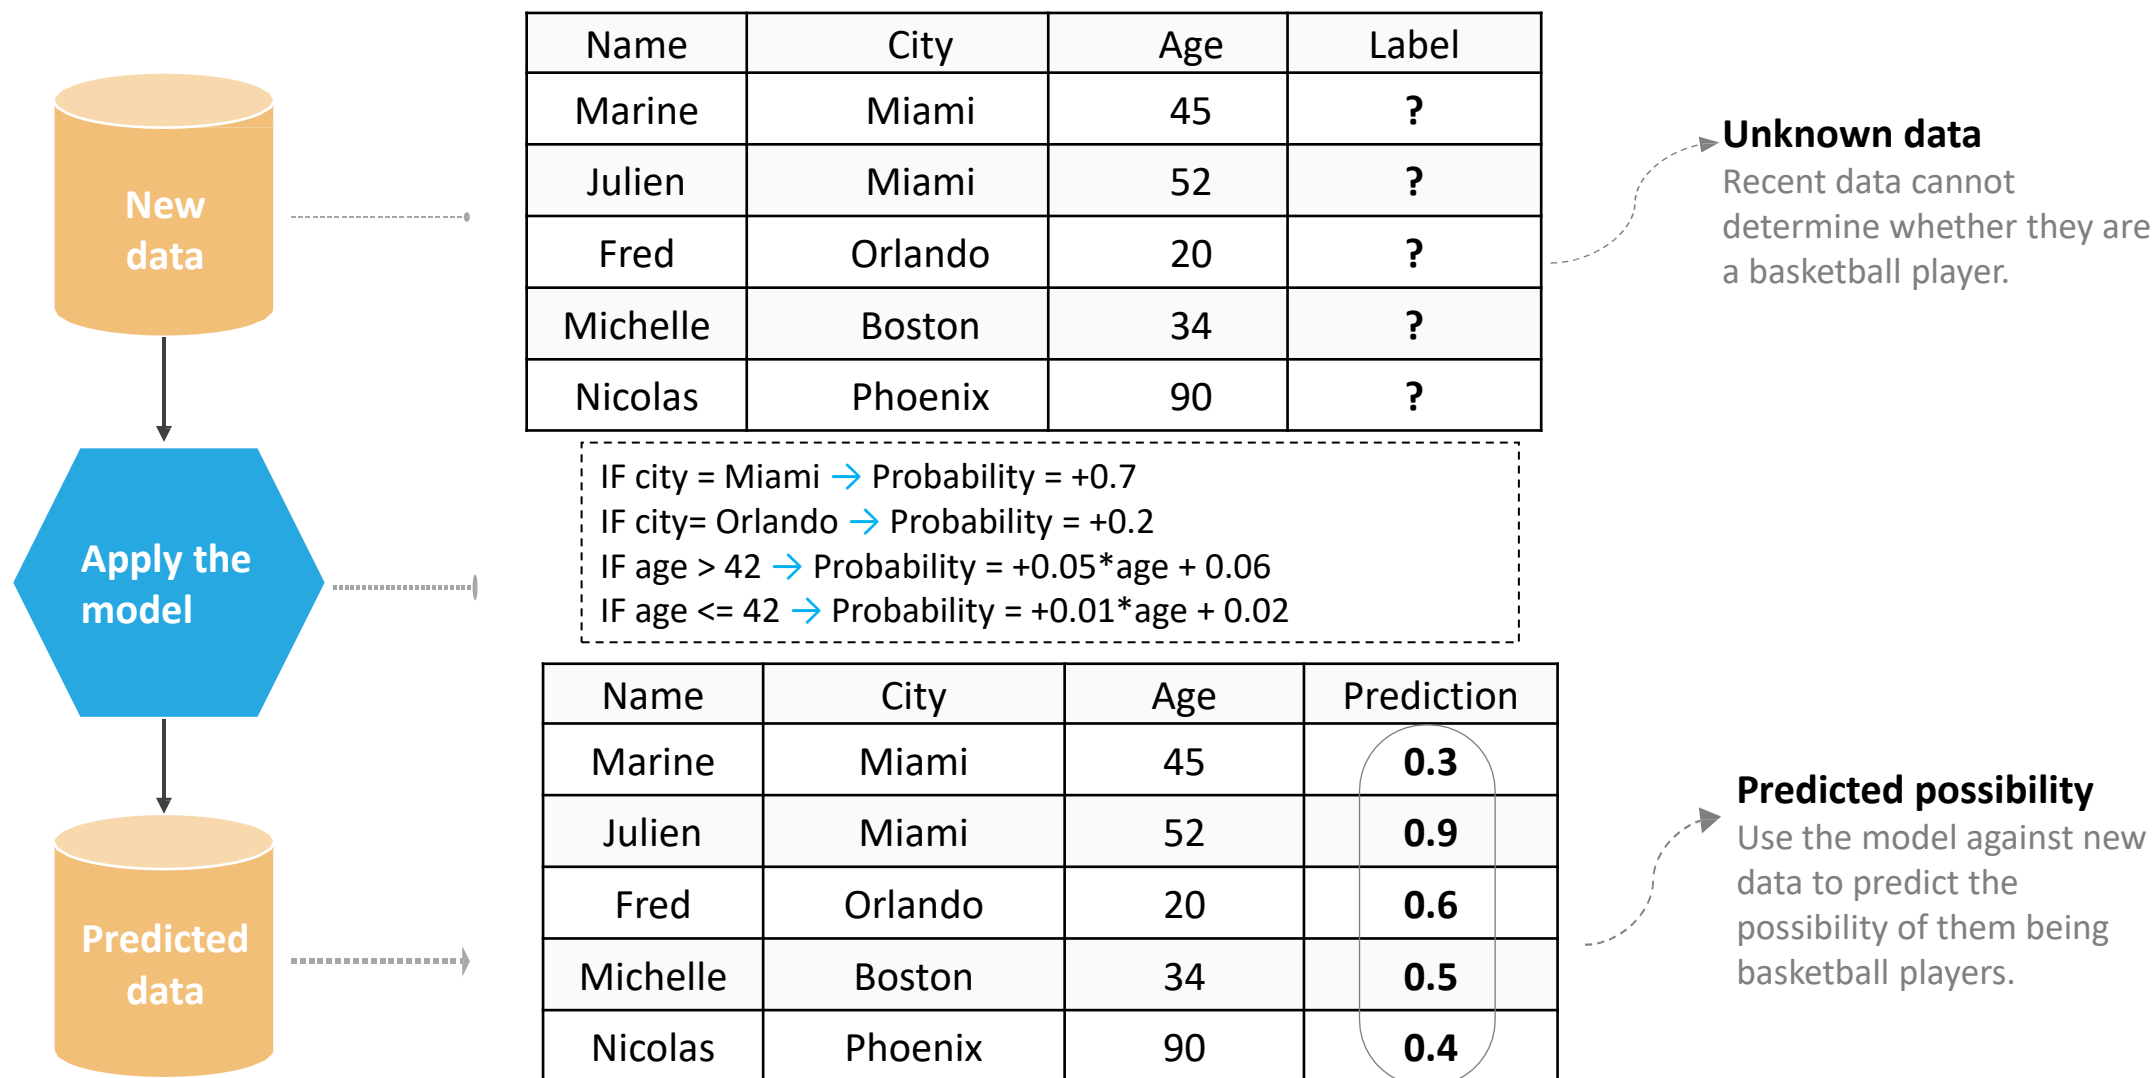 New
data
Name City Age Label
Marine Miami 45 ?
Julien Miami 52 ?
Fred Orlando 20 ?
Michelle Boston 34 ?
Nicolas Phoenix 90 ?
Unknown data
Recent data cannot
determine whether they are
a basketball player.
Apply the
model
IF city = Miami → Probability = +0.7
IF city= Orlando → Probability = +0.2
IF age > 42 → Probability = +0.05*age + 0.06
IF age <= 42 → Probability = +0.01*age + 0.02
Predicted
data
Name City Age Prediction
Marine Miami 45 0.3
Julien Miami 52 0.9
Fred Orlando 20 0.6
Michelle Boston 34 0.5
Nicolas Phoenix 90 0.4
Predicted possibility
Use the model against new
data to predict the
possibility of them being
basketball players.